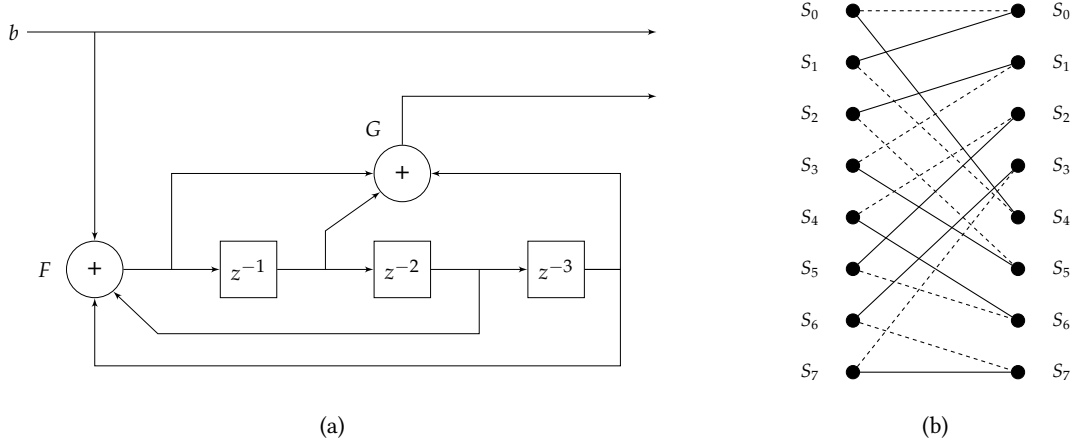 b
G
+
F
+
z⁻¹
z⁻²
z⁻³
(a)
S₀ S₀
S₁ S₁
S₂ S₂
S₃ S₃
S₄ S₄
S₅ S₅
S₆ S₆
S₇ S₇
(b)